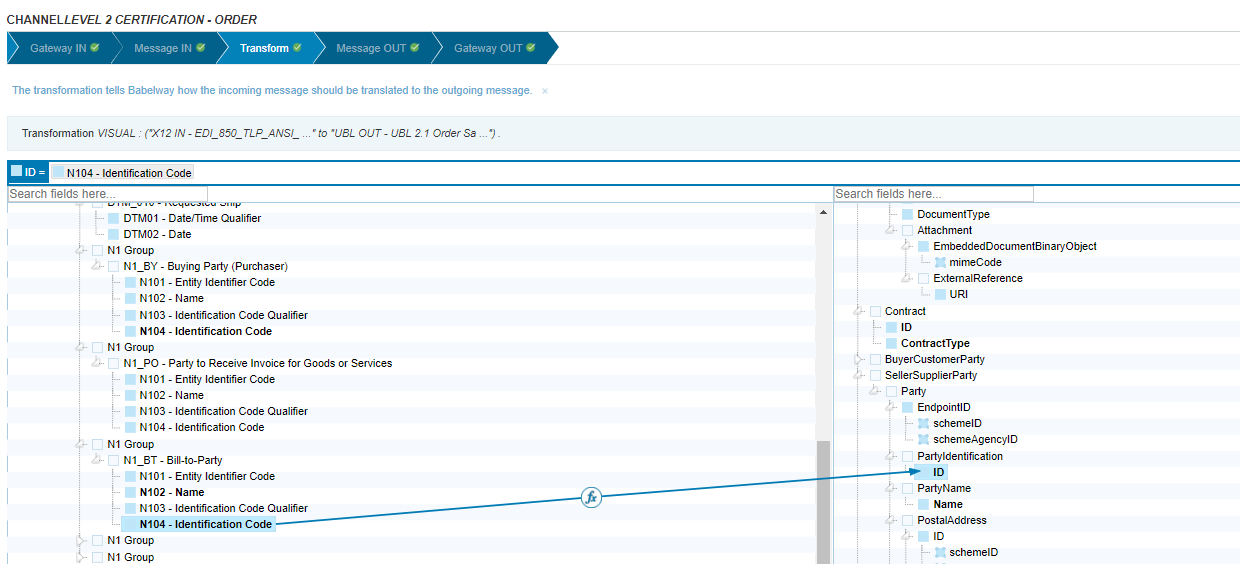 CHANNELLEVEL 2 CERTIFICATION - ORDER
Gateway IN Message IN Transform Message OUT Gateway OUT
The transformation tells Babelway how the incoming message should be translated to the outgoing message. ×
Transformation VISUAL : ("X12 IN - EDI_850_TLP_ANSI_ ..." to "UBL OUT - UBL 2.1 Order Sa ...") .
ID = N104 - Identification Code
Search fields here...
DTM_010 - Requested Ship
DTM01 - Date/Time Qualifier
DTM02 - Date
N1 Group
N1_BY - Buying Party (Purchaser)
N101 - Entity Identifier Code
N102 - Name
N103 - Identification Code Qualifier
N104 - Identification Code
N1 Group
N1_PO - Party to Receive Invoice for Goods or Services
N101 - Entity Identifier Code
N102 - Name
N103 - Identification Code Qualifier
N104 - Identification Code
N1 Group
N1_BT - Bill-to-Party
N101 - Entity Identifier Code
N102 - Name
N103 - Identification Code Qualifier
N104 - Identification Code
N1 Group
N1 Group
fx
Search fields here...
DocumentType
Attachment
EmbeddedDocumentBinaryObject
mimeCode
ExternalReference
URI
Contract
ID
ContractType
BuyerCustomerParty
SellerSupplierParty
Party
EndpointID
schemeID
schemeAgencyID
PartyIdentification
ID
PartyName
Name
PostalAddress
ID
schemeID